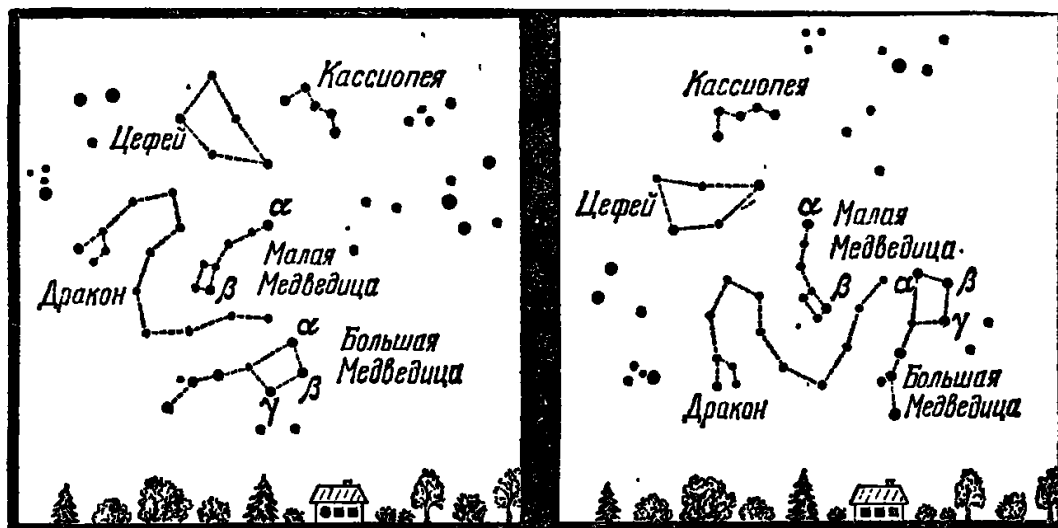 Кассиопея
Цефей
α
Малая
Медведица
β
Дракон
α
Большая
Медведица
β
γ
Кассиопея
Цефей
α
Малая
Медведица
β
α
β
γ
Дракон
Большая
Медведица